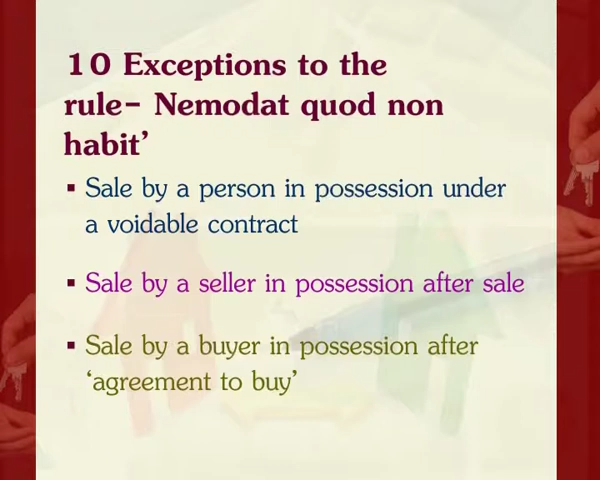 10 Exceptions to the
rule- Nemodat quod non
habit’
▪ Sale by a person in possession under
a voidable contract
▪ Sale by a seller in possession after sale
▪ Sale by a buyer in possession after
‘agreement to buy’